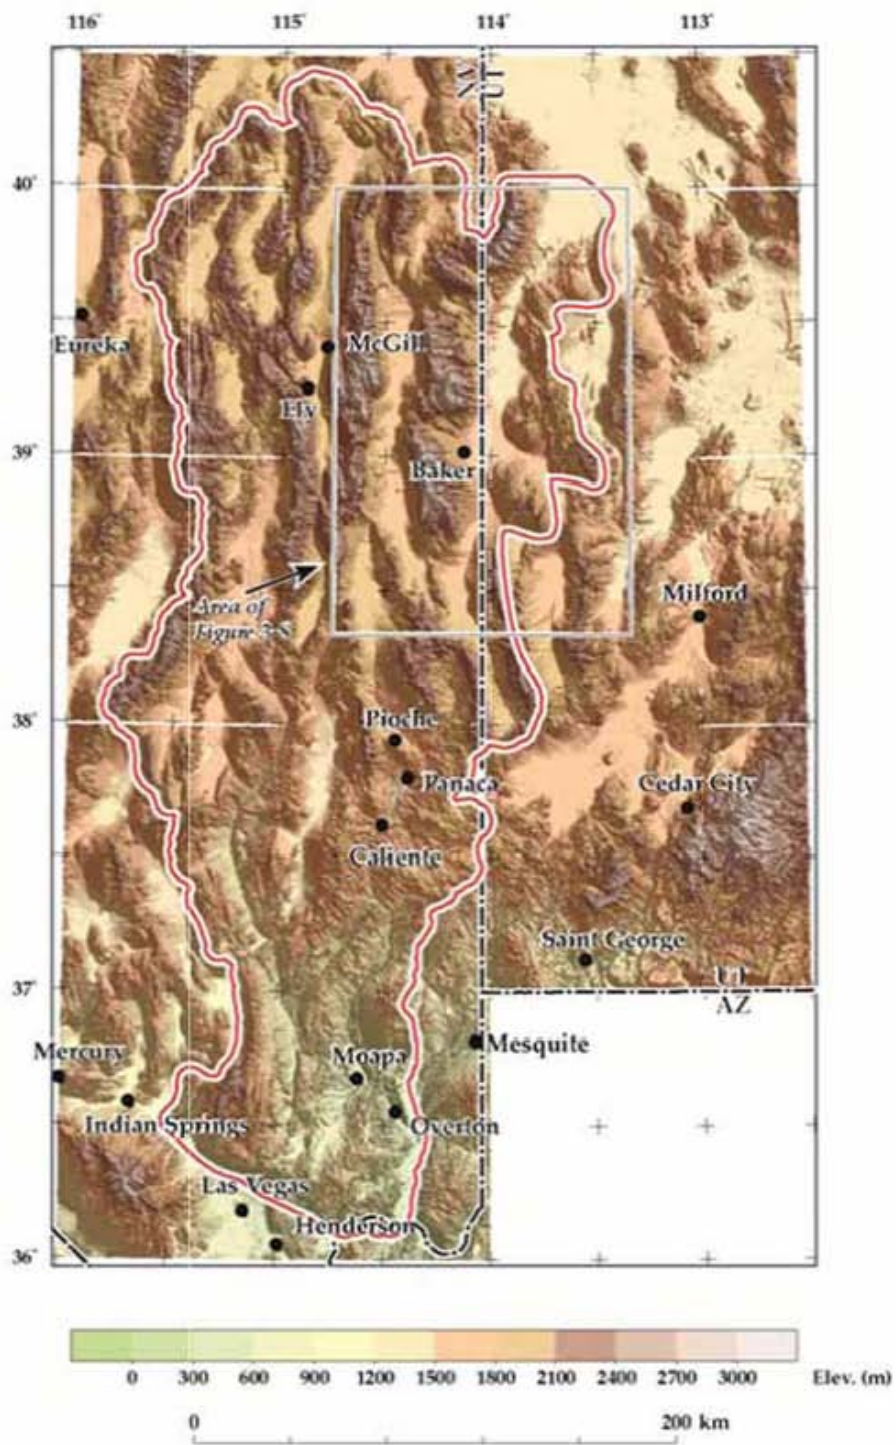 116° 115° 114° 113°
NV
UT
40°
Eureka
McGill
Ely
39°
Baker
Area of
Figure 3-8
Milford
38°
Pioche
Panaca
Cedar City
Caliente
Saint George
37°
UT
AZ
Mercury
Moapa
Mesquite
Indian Springs
Overton
Las Vegas
Henderson
36°
0 300 600 900 1200 1500 1800 2100 2400 2700 3000 Elev. (m)
0 200 km